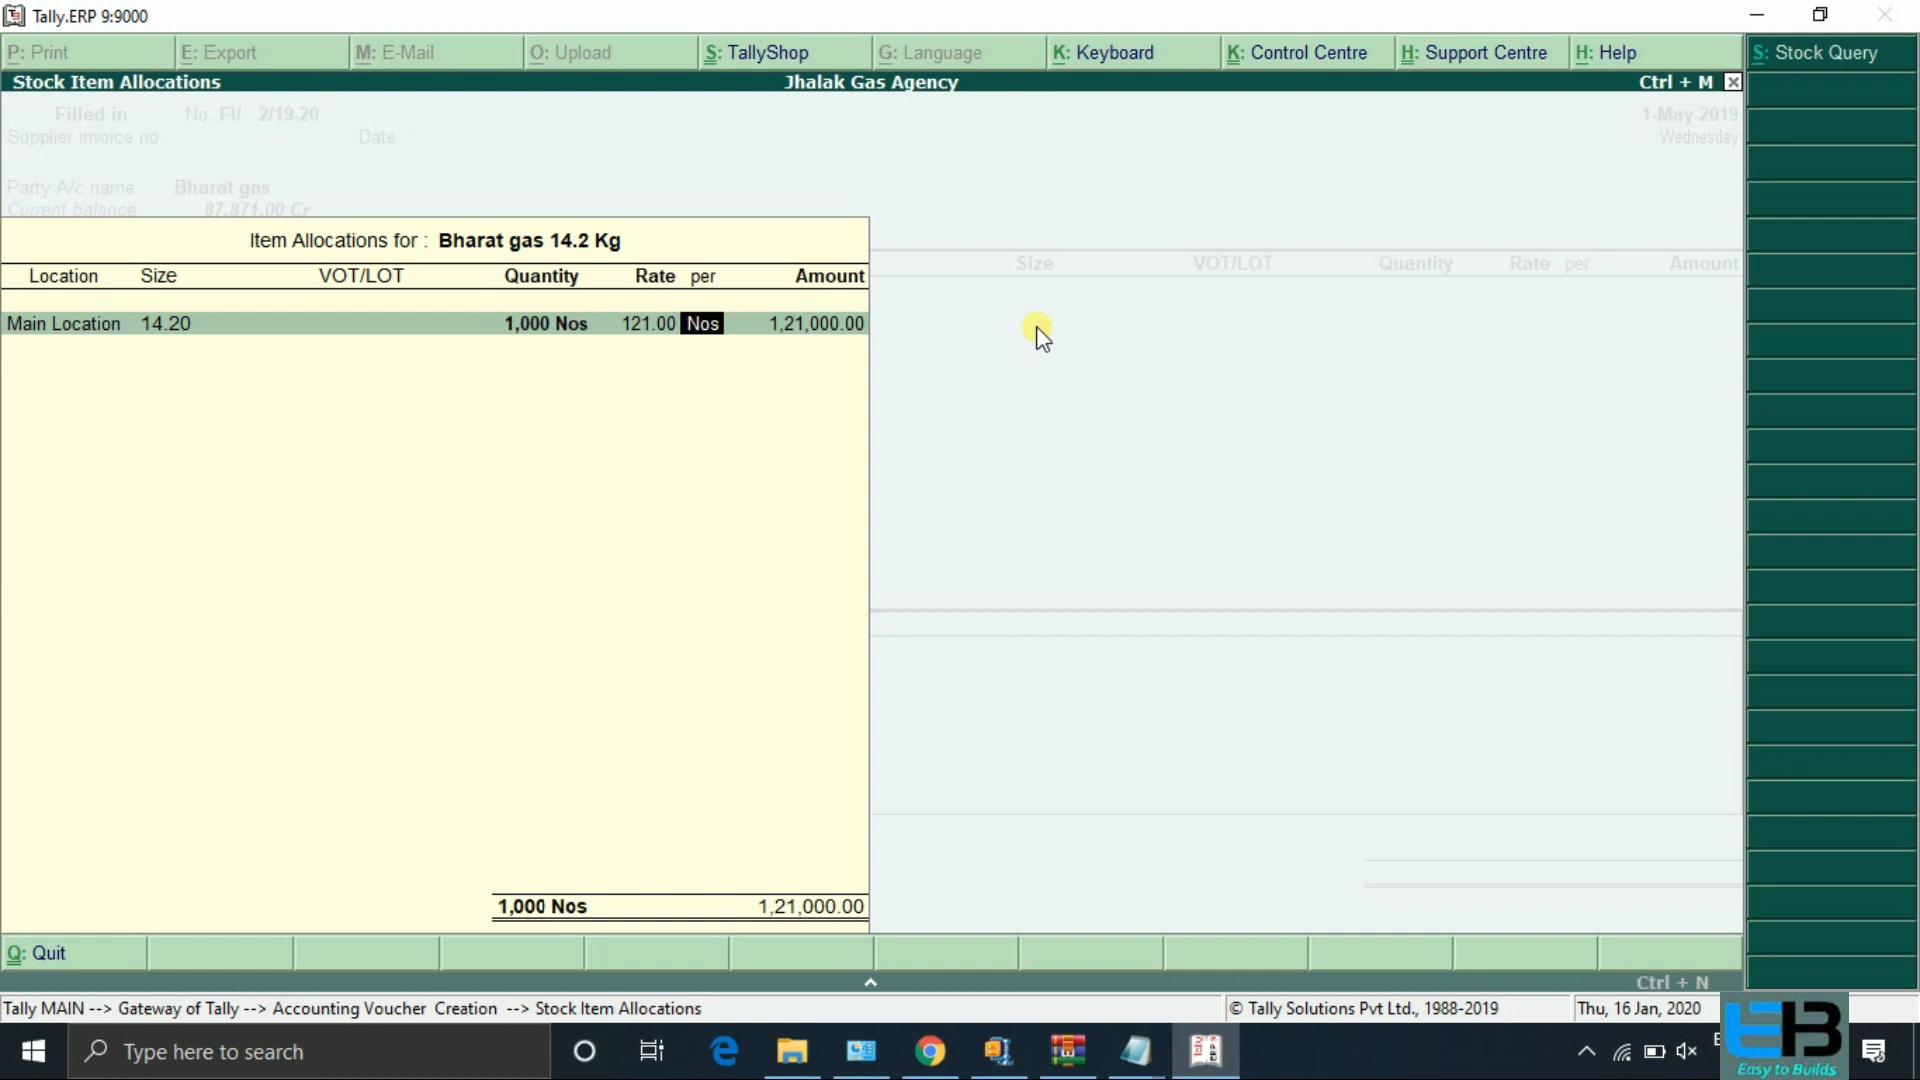 Tally.ERP 9:9000
P: Print E: Export M: E-Mail O: Upload S: TallyShop G: Language K: Keyboard K: Control Centre H: Support Centre H: Help S: Stock Query
Stock Item Allocations Jhalak Gas Agency Ctrl + M
Filled in No. FI/ 2/19-20 1-May-2019
Supplier invoice no. Date : Wednesday
Party A/c name : Bharat gas
Current balance : 87,871.00 Cr
Item Allocations for : Bharat gas 14.2 Kg
Size VOT/LOT Quantity Rate per Amount
Location Size VOT/LOT Quantity Rate per Amount
Main Location 14.20 1,000 Nos 121.00 Nos 1,21,000.00
1,000 Nos 1,21,000.00
Q: Quit
Ctrl + N
Tally MAIN --> Gateway of Tally --> Accounting Voucher Creation --> Stock Item Allocations © Tally Solutions Pvt Ltd., 1988-2019 Thu, 16 Jan, 2020
Type here to search
EB
Easy to Builds